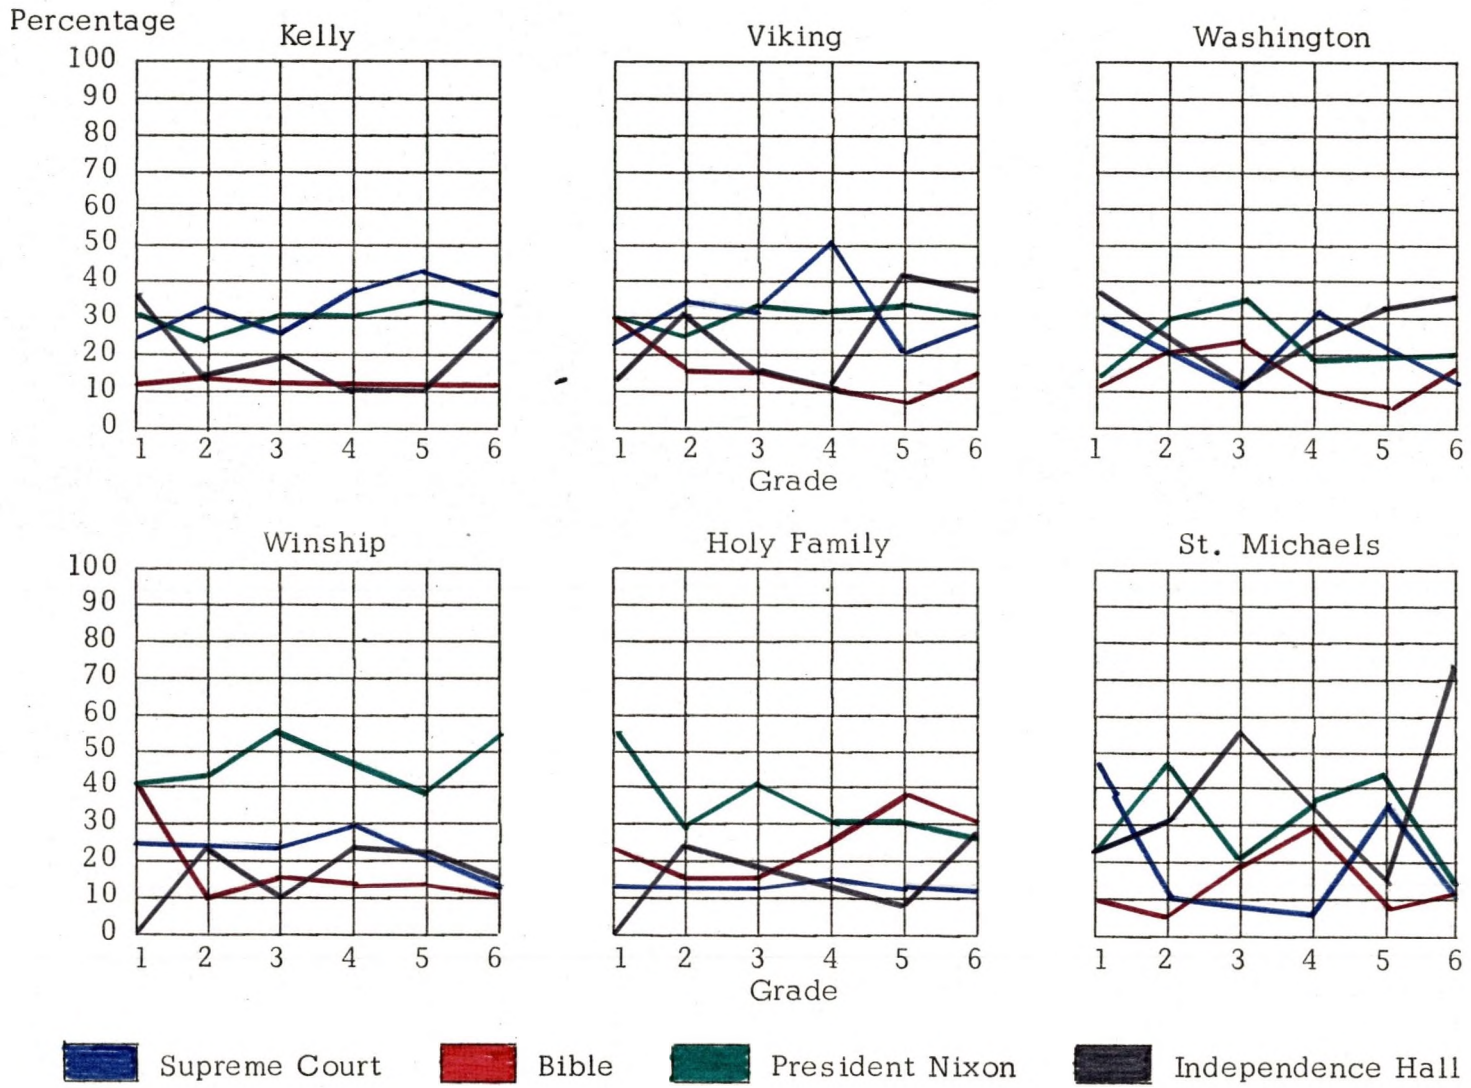 Percentage
Kelly Viking Washington
100
90
80
70
60
50
40
30
20
10
0
1 2 3 4 5 6 1 2 3 4 5 6 1 2 3 4 5 6
Grade
Winship Holy Family St. Michaels
100
90
80
70
60
50
40
30
20
10
0
1 2 3 4 5 6 1 2 3 4 5 6 1 2 3 4 5 6
Grade
Supreme Court Bible President Nixon Independence Hall